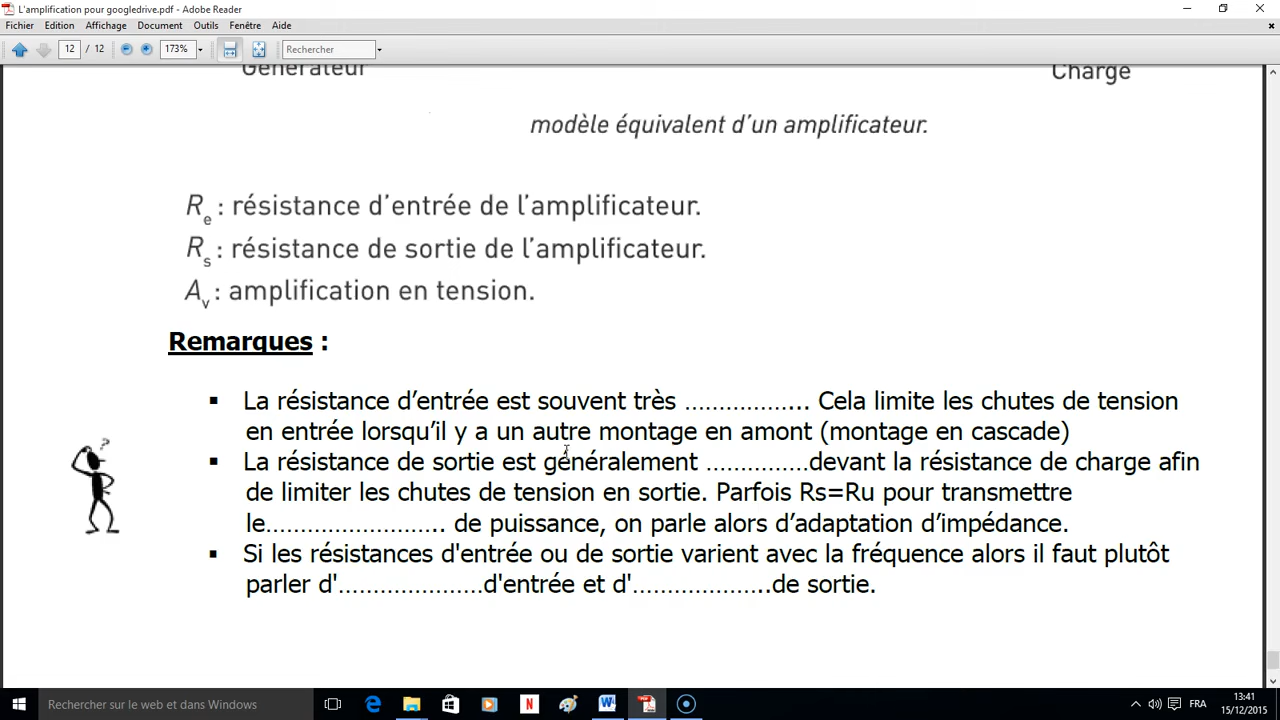 L'amplification pour googledrive.pdf - Adobe Reader
Fichier Edition Affichage Document Outils Fenêtre Aide
12 / 12 173% Rechercher
Générateur Charge
modèle équivalent d'un amplificateur.
Re : résistance d'entrée de l'amplificateur.
Rs : résistance de sortie de l'amplificateur.
Av : amplification en tension.
Remarques :
▪ La résistance d'entrée est souvent très .................. Cela limite les chutes de tension
en entrée lorsqu'il y a un autre montage en amont (montage en cascade)
▪ La résistance de sortie est généralement ...............devant la résistance de charge afin
de limiter les chutes de tension en sortie. Parfois Rs=Ru pour transmettre
le.......................... de puissance, on parle alors d'adaptation d'impédance.
▪ Si les résistances d'entrée ou de sortie varient avec la fréquence alors il faut plutôt
parler d'.....................d'entrée et d'....................de sortie.
?
Rechercher sur le web et dans Windows
N
W
FRA
13:41
15/12/2015